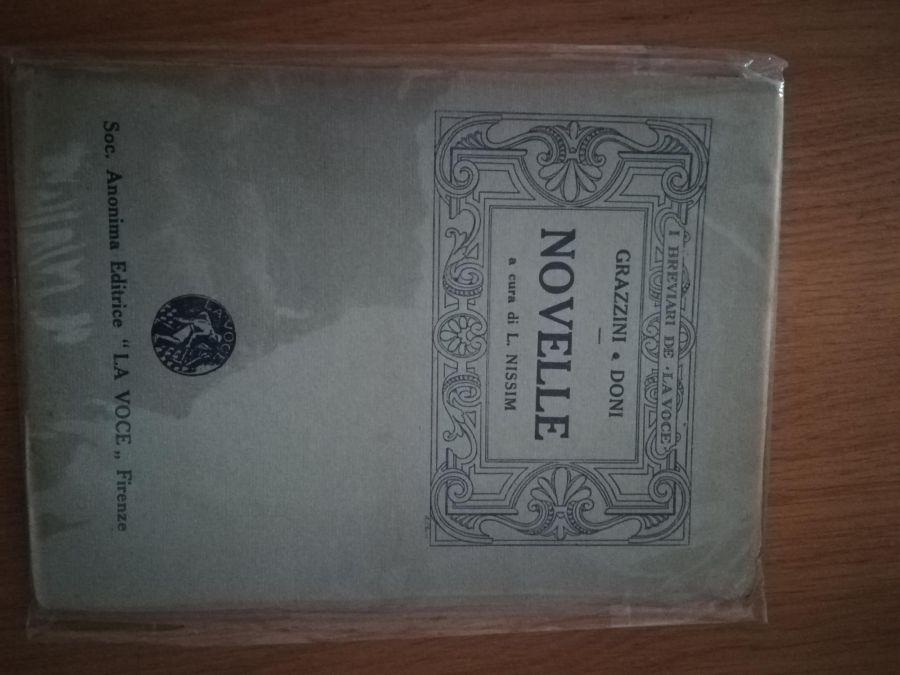 I BREVIARI DE «LA VOCE»
GRAZZINI e DONI
NOVELLE
a cura di L. NISSIM
LA VOCE
Soc. Anonima Editrice "LA VOCE„ Firenze